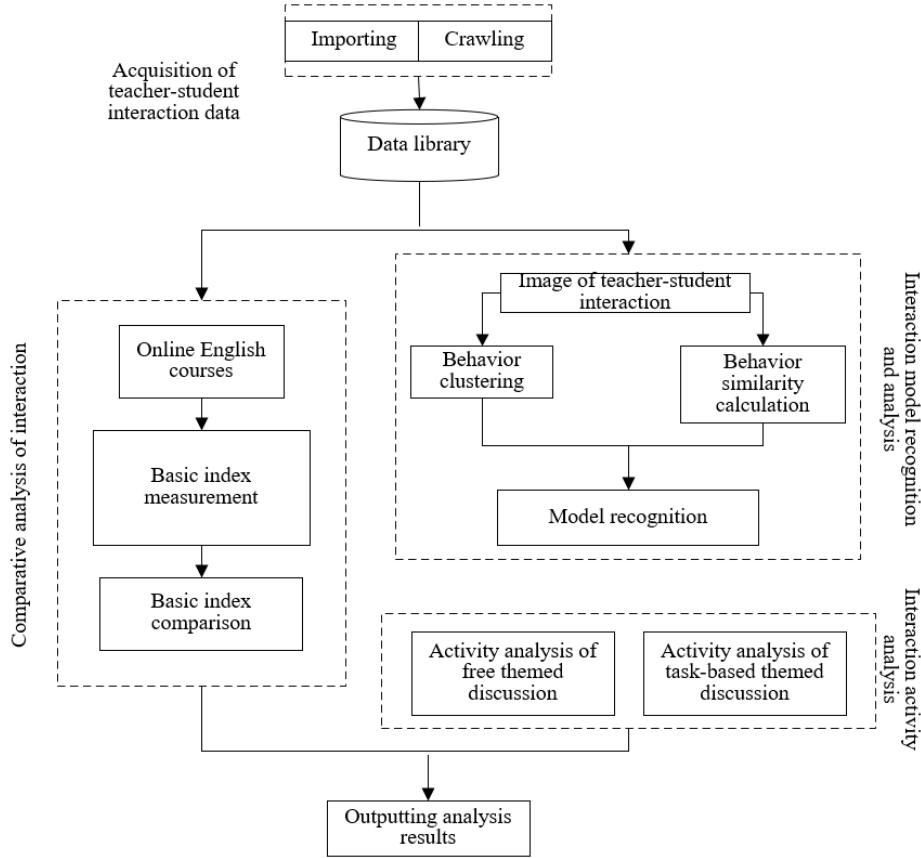 Importing
Crawling
Acquisition of
teacher-student
interaction data
Data library
Comparative analysis of interaction
Online English
courses
Basic index
measurement
Basic index
comparison
Image of teacher-student
interaction
Behavior
clustering
Behavior
similarity
calculation
Model recognition
Interaction model recognition
and analysis
Activity analysis of
free themed
discussion
Activity analysis of
task-based themed
discussion
Interaction activity
analysis
Outputting analysis
results